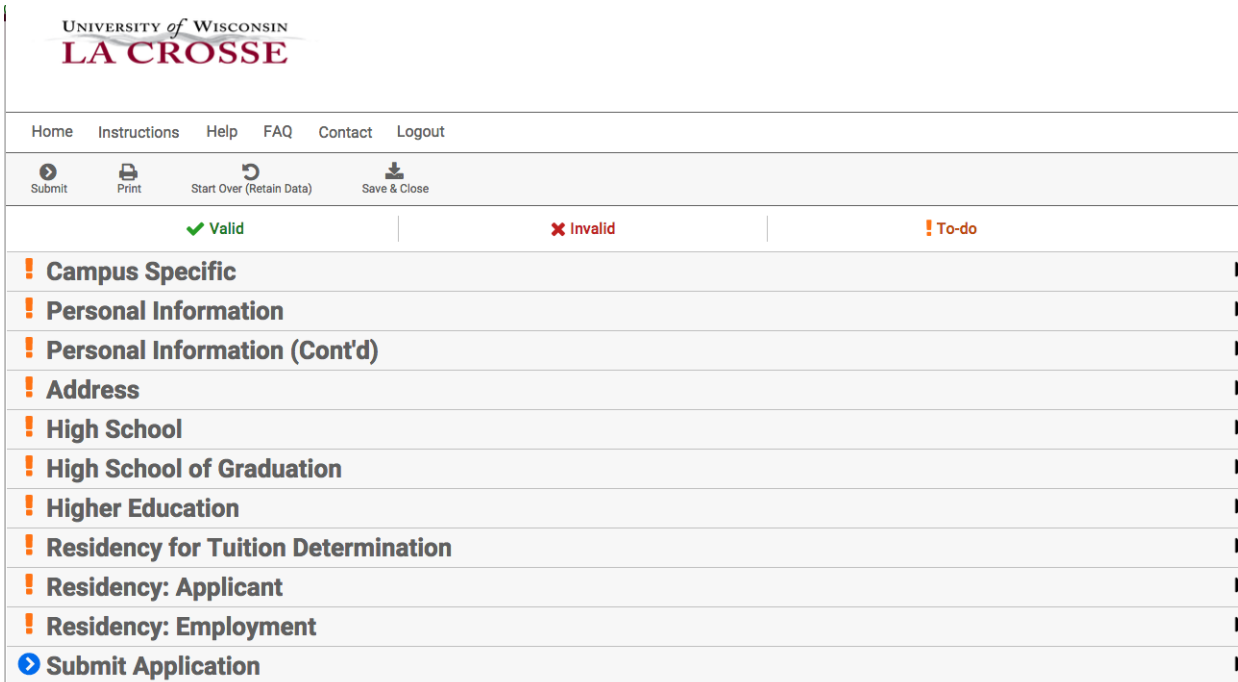 UNIVERSITY of WISCONSIN
LA CROSSE
Home Instructions Help FAQ Contact Logout
Submit Print Start Over (Retain Data) Save & Close
Valid Invalid To-do
Campus Specific
Personal Information
Personal Information (Cont'd)
Address
High School
High School of Graduation
Higher Education
Residency for Tuition Determination
Residency: Applicant
Residency: Employment
Submit Application